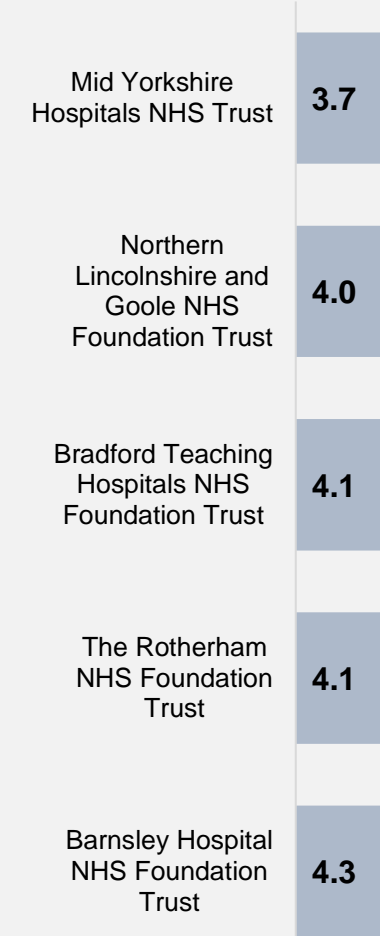 Mid Yorkshire
Hospitals NHS Trust
3.7
Northern
Lincolnshire and
Goole NHS
Foundation Trust
4.0
Bradford Teaching
Hospitals NHS
Foundation Trust
4.1
The Rotherham
NHS Foundation
Trust
4.1
Barnsley Hospital
NHS Foundation
Trust
4.3